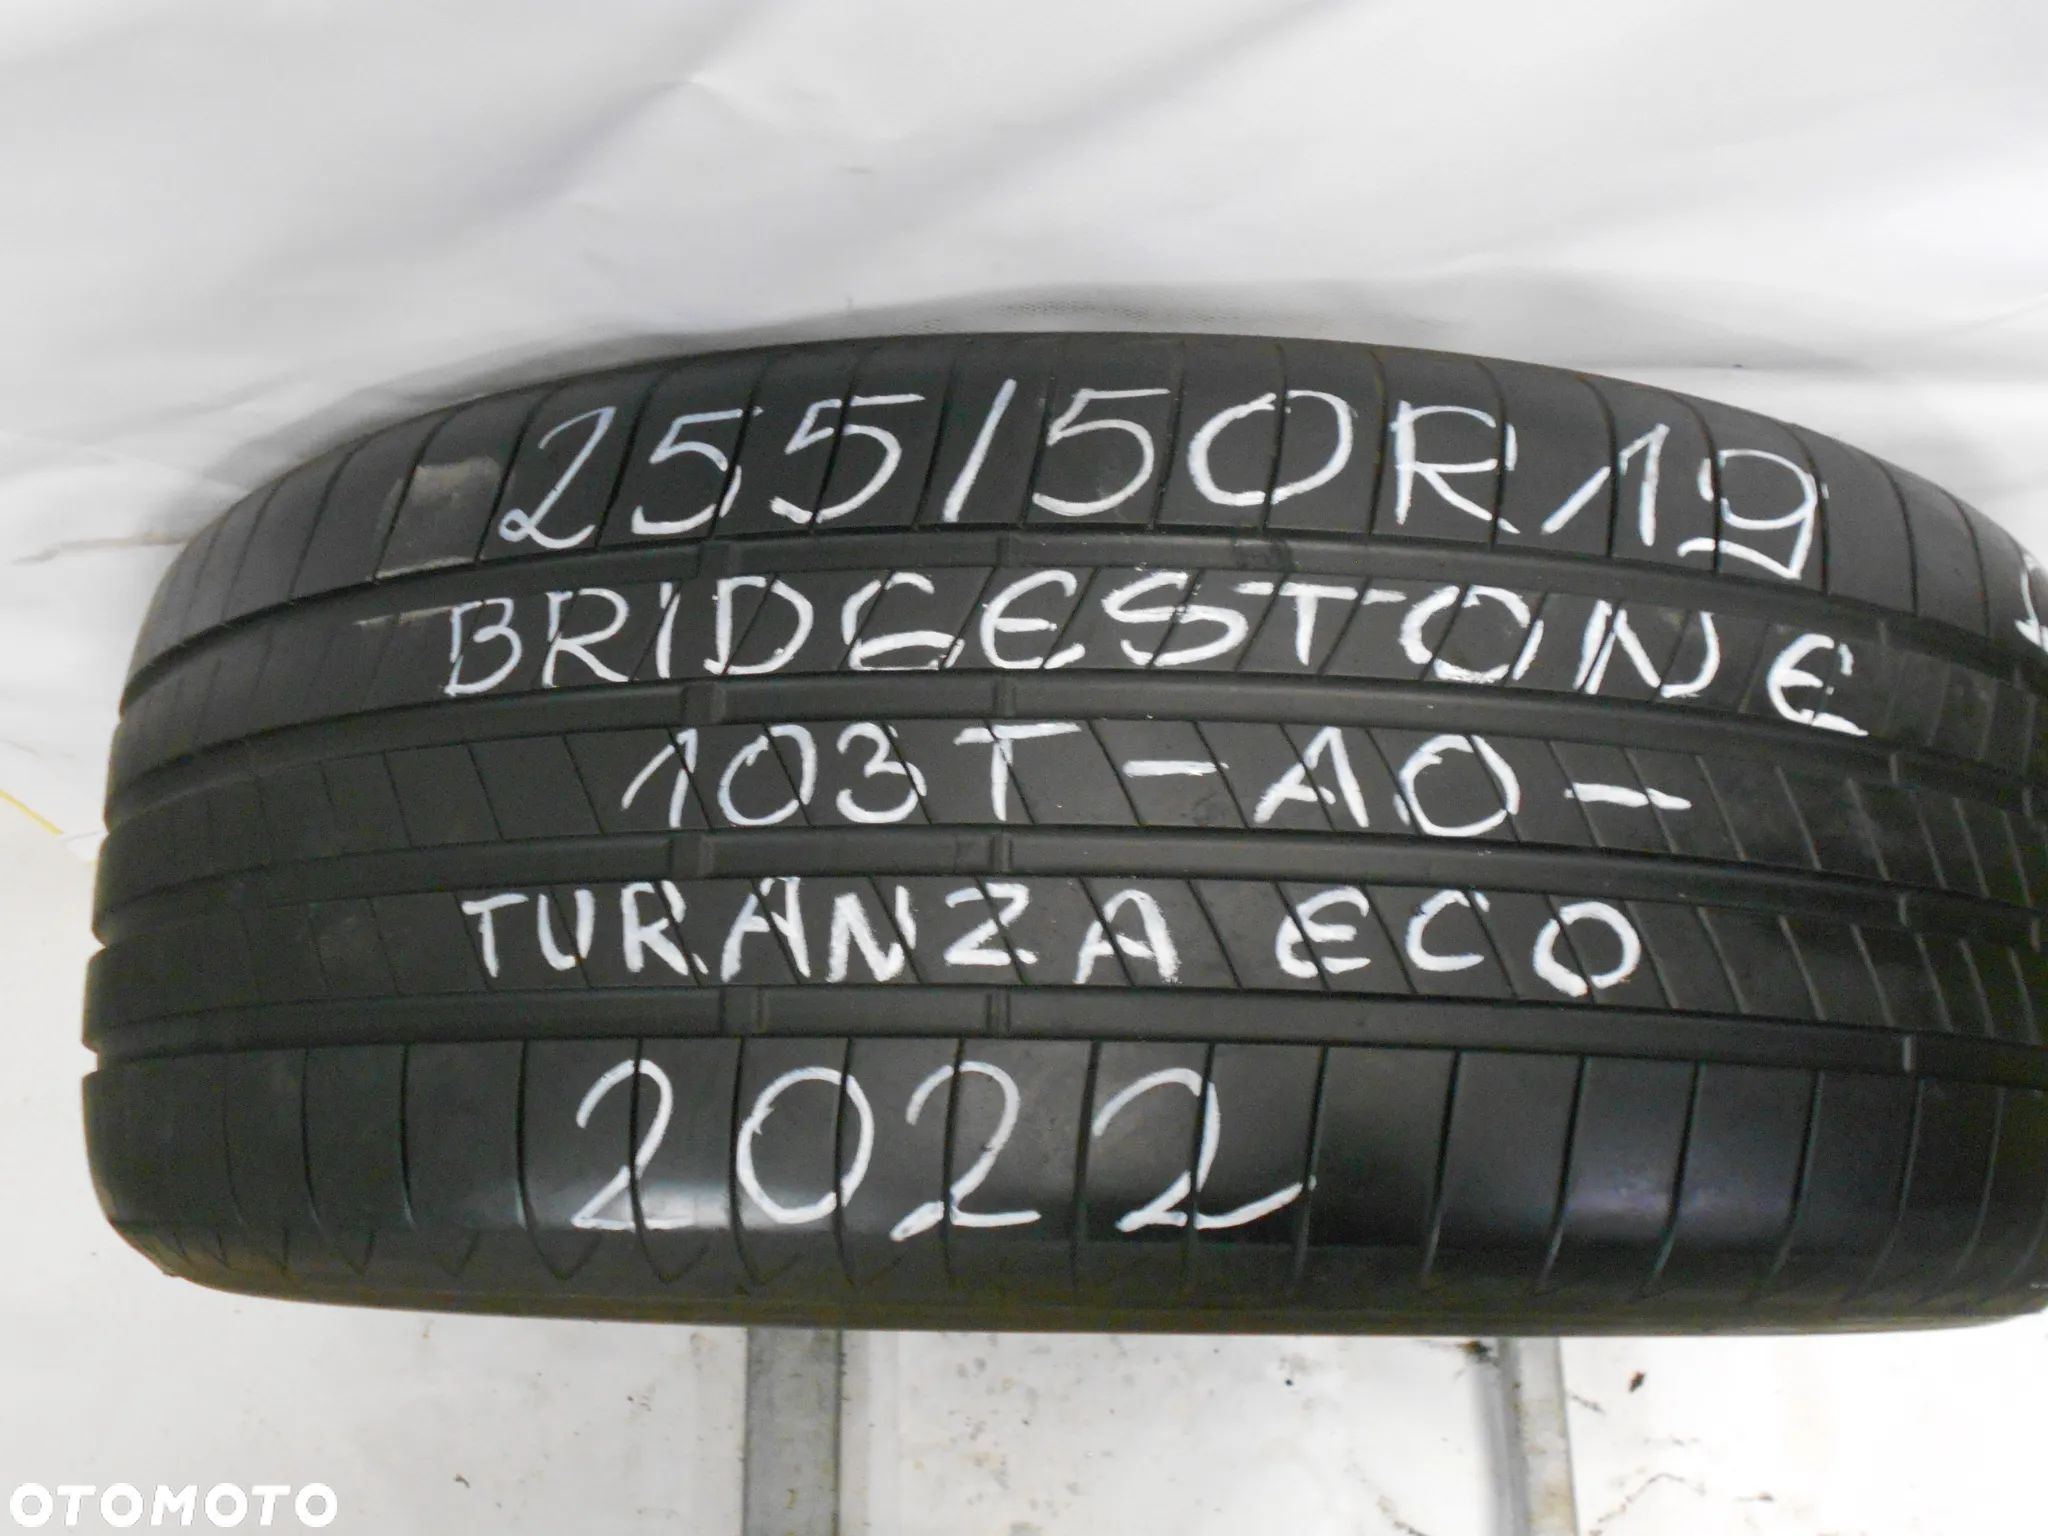 255/50R19
BRIDGESTONE
103T -AO-
TURANZA ECO
2022
OTOMOTO